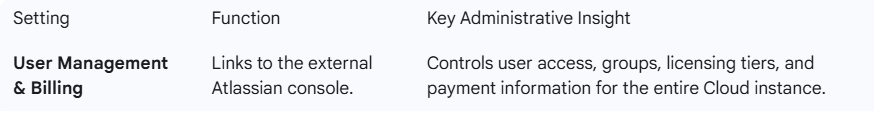 Setting Function Key Administrative Insight
User Management Links to the external Controls user access, groups, licensing tiers, and
& Billing Atlassian console. payment information for the entire Cloud instance.